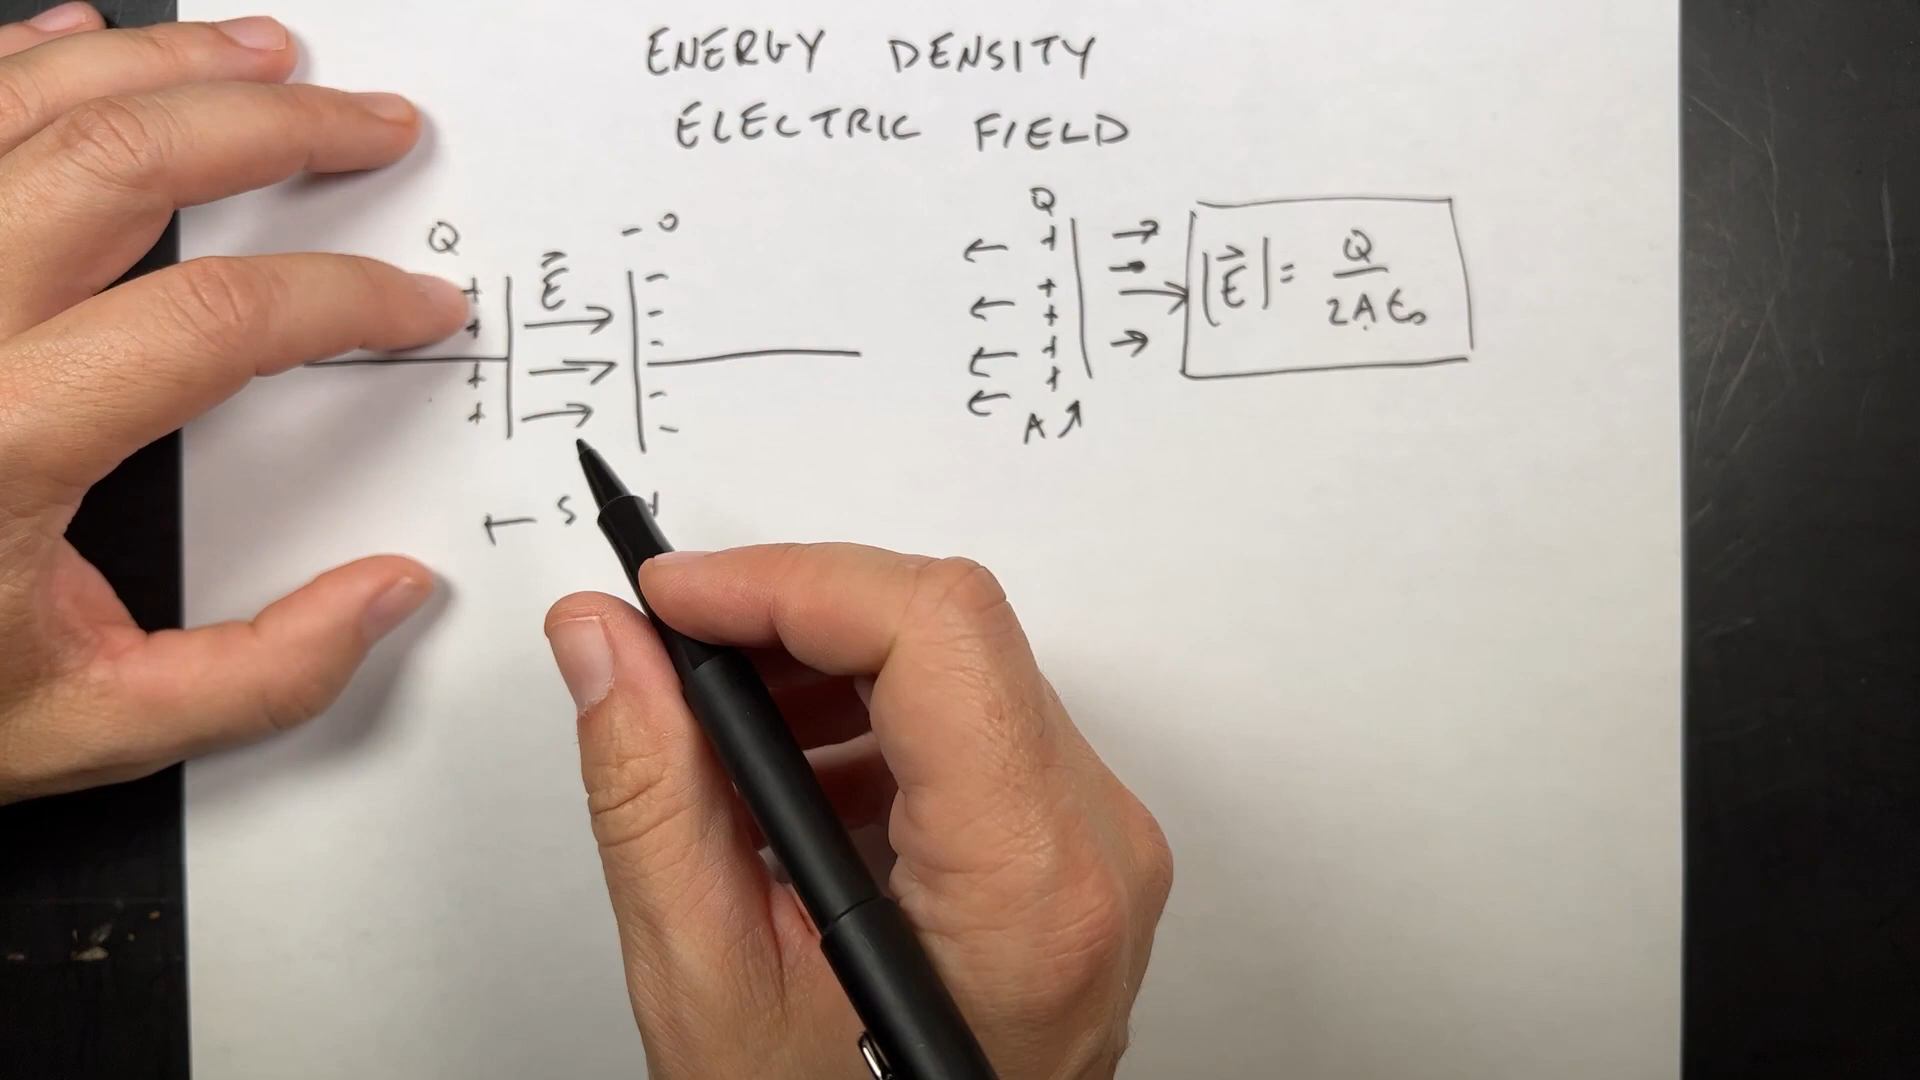 ENERGY DENSITY
ELECTRIC FIELD
Q
E
S
Q
A
|E| = Q / 2Aε₀